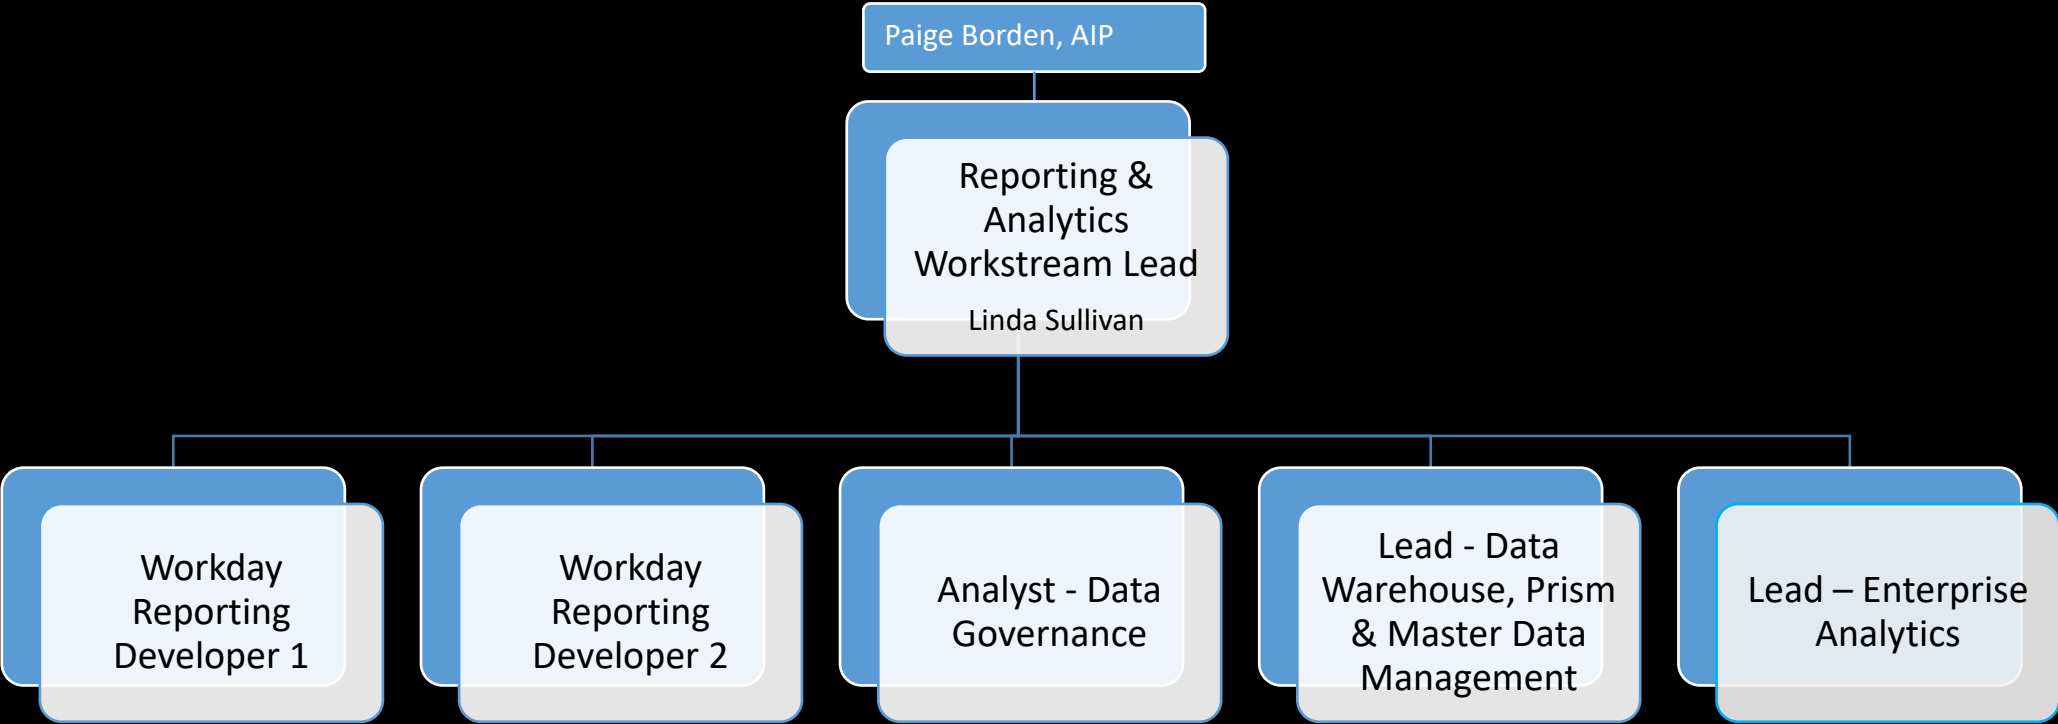 Paige Borden, AIP
Reporting &
Analytics
Workstream Lead
Linda Sullivan
Workday
Reporting
Developer 1
Workday
Reporting
Developer 2
Analyst - Data
Governance
Lead - Data
Warehouse, Prism
& Master Data
Management
Lead – Enterprise
Analytics